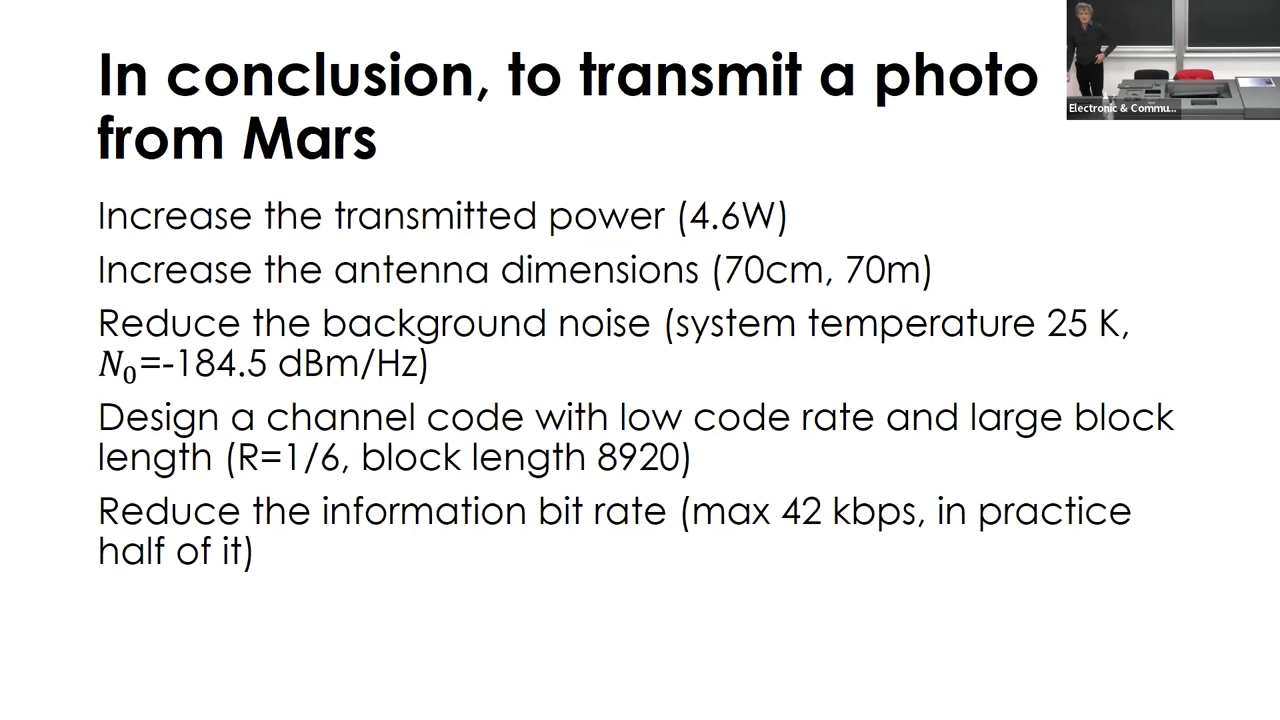 In conclusion, to transmit a photo
from Mars
Electronic & Commu...
Increase the transmitted power (4.6W)
Increase the antenna dimensions (70cm, 70m)
Reduce the background noise (system temperature 25 K,
𝑁₀=-184.5 dBm/Hz)
Design a channel code with low code rate and large block
length (R=1/6, block length 8920)
Reduce the information bit rate (max 42 kbps, in practice
half of it)